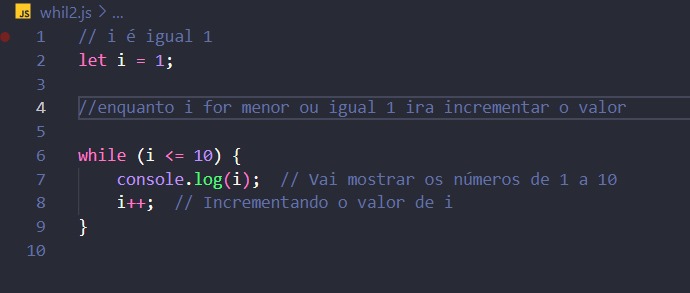 JS whil2.js > ...
1 // i é igual 1
2 let i = 1;
3
4 //enquanto i for menor ou igual 1 ira incrementar o valor
5
6 while (i <= 10) {
7 console.log(i); // Vai mostrar os números de 1 a 10
8 i++; // Incrementando o valor de i
9 }
10